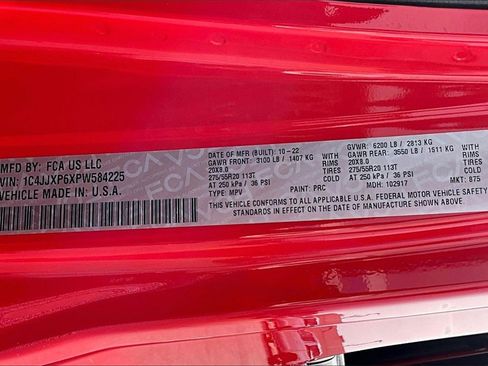 MFD BY: FCA US LLC
DATE OF MFR (BUILT) 10-22
GVWR: 6200 LB / 2813 KG
GAWR FRONT: 3100 LB / 1407 KG
WITH
GAWR REAR: 3550 LB / 1511 KG
WITH
20X8.0
RIMS
20X8.0
RIMS
275/55R20 113T
TIRES
275/55R20 113T
TIRES
AT 250 kPa / 36 PSI
COLD
AT 250 kPa / 36 PSI
COLD
VIN: 1C4JJXP6XPW584225
TYPE: MPV
PRC:
MDH: 102917
MKT: 875
VEHICLE MADE IN U.S.A.
THIS VEHICLE CONFORMS TO ALL APPLICABLE U.S.A. FEDERAL MOTOR VEHICLE SAFETY
STANDARDS IN EFFECT ON THE DATE OF MANUFACTURE SHOWN ABOVE